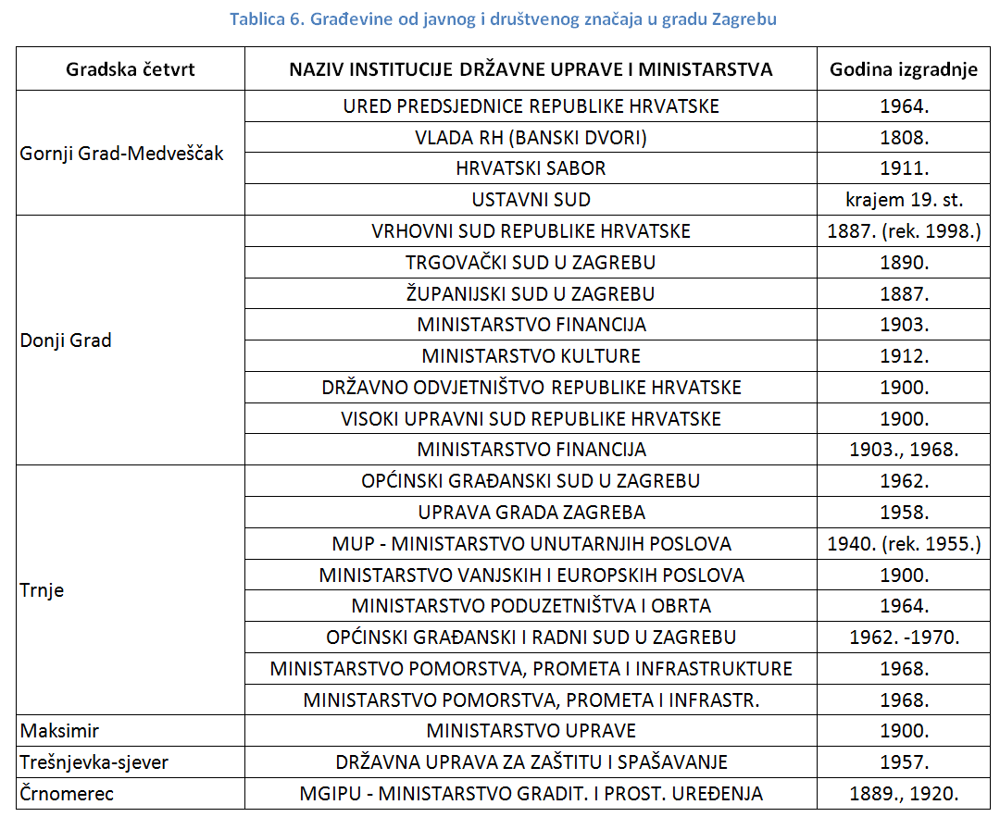 Tablica 6. Građevine od javnog i društvenog značaja u gradu Zagrebu
Gradska četvrt NAZIV INSTITUCIJE DRŽAVNE UPRAVE I MINISTARSTVA Godina izgradnje
Gornji Grad-Medveščak
URED PREDSJEDNICE REPUBLIKE HRVATSKE 1964.
VLADA RH (BANSKI DVORI) 1808.
HRVATSKI SABOR 1911.
USTAVNI SUD krajem 19. st.
Donji Grad
VRHOVNI SUD REPUBLIKE HRVATSKE 1887. (rek. 1998.)
TRGOVAČKI SUD U ZAGREBU 1890.
ŽUPANIJSKI SUD U ZAGREBU 1887.
MINISTARSTVO FINANCIJA 1903.
MINISTARSTVO KULTURE 1912.
DRŽAVNO ODVJETNIŠTVO REPUBLIKE HRVATSKE 1900.
VISOKI UPRAVNI SUD REPUBLIKE HRVATSKE 1900.
MINISTARSTVO FINANCIJA 1903., 1968.
Trnje
OPĆINSKI GRAĐANSKI SUD U ZAGREBU 1962.
UPRAVA GRADA ZAGREBA 1958.
MUP - MINISTARSTVO UNUTARNJIH POSLOVA 1940. (rek. 1955.)
MINISTARSTVO VANJSKIH I EUROPSKIH POSLOVA 1900.
MINISTARSTVO PODUZETNIŠTVA I OBRTA 1964.
OPĆINSKI GRAĐANSKI I RADNI SUD U ZAGREBU 1962. -1970.
MINISTARSTVO POMORSTVA, PROMETA I INFRASTRUKTURE 1968.
MINISTARSTVO POMORSTVA, PROMETA I INFRASTR. 1968.
Maksimir MINISTARSTVO UPRAVE 1900.
Trešnjevka-sjever DRŽAVNA UPRAVA ZA ZAŠTITU I SPAŠAVANJE 1957.
Črnomerec MGIPU - MINISTARSTVO GRADIT. I PROST. UREĐENJA 1889., 1920.